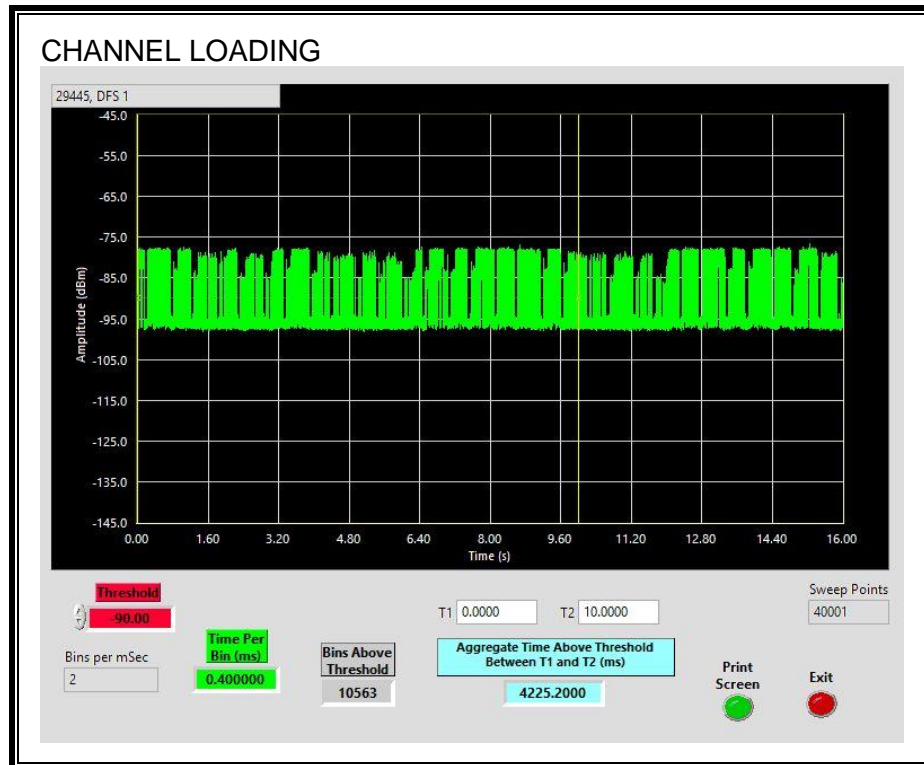 CHANNEL LOADING
29445, DFS 1
-45.0
-55.0
-65.0
-75.0
-85.0
-95.0
-105.0
-115.0
-125.0
-135.0
-145.0
Amplitude (dBm)
0.00 1.60 3.20 4.80 6.40 8.00 9.60 11.20 12.80 14.40 16.00
Time (s)
Threshold
-90.00
Bins per mSec
2
Time Per
Bin (ms)
0.400000
Bins Above
Threshold
10563
T1 0.0000 T2 10.0000
Aggregate Time Above Threshold
Between T1 and T2 (ms)
4225.2000
Sweep Points
40001
Print
Screen
Exit